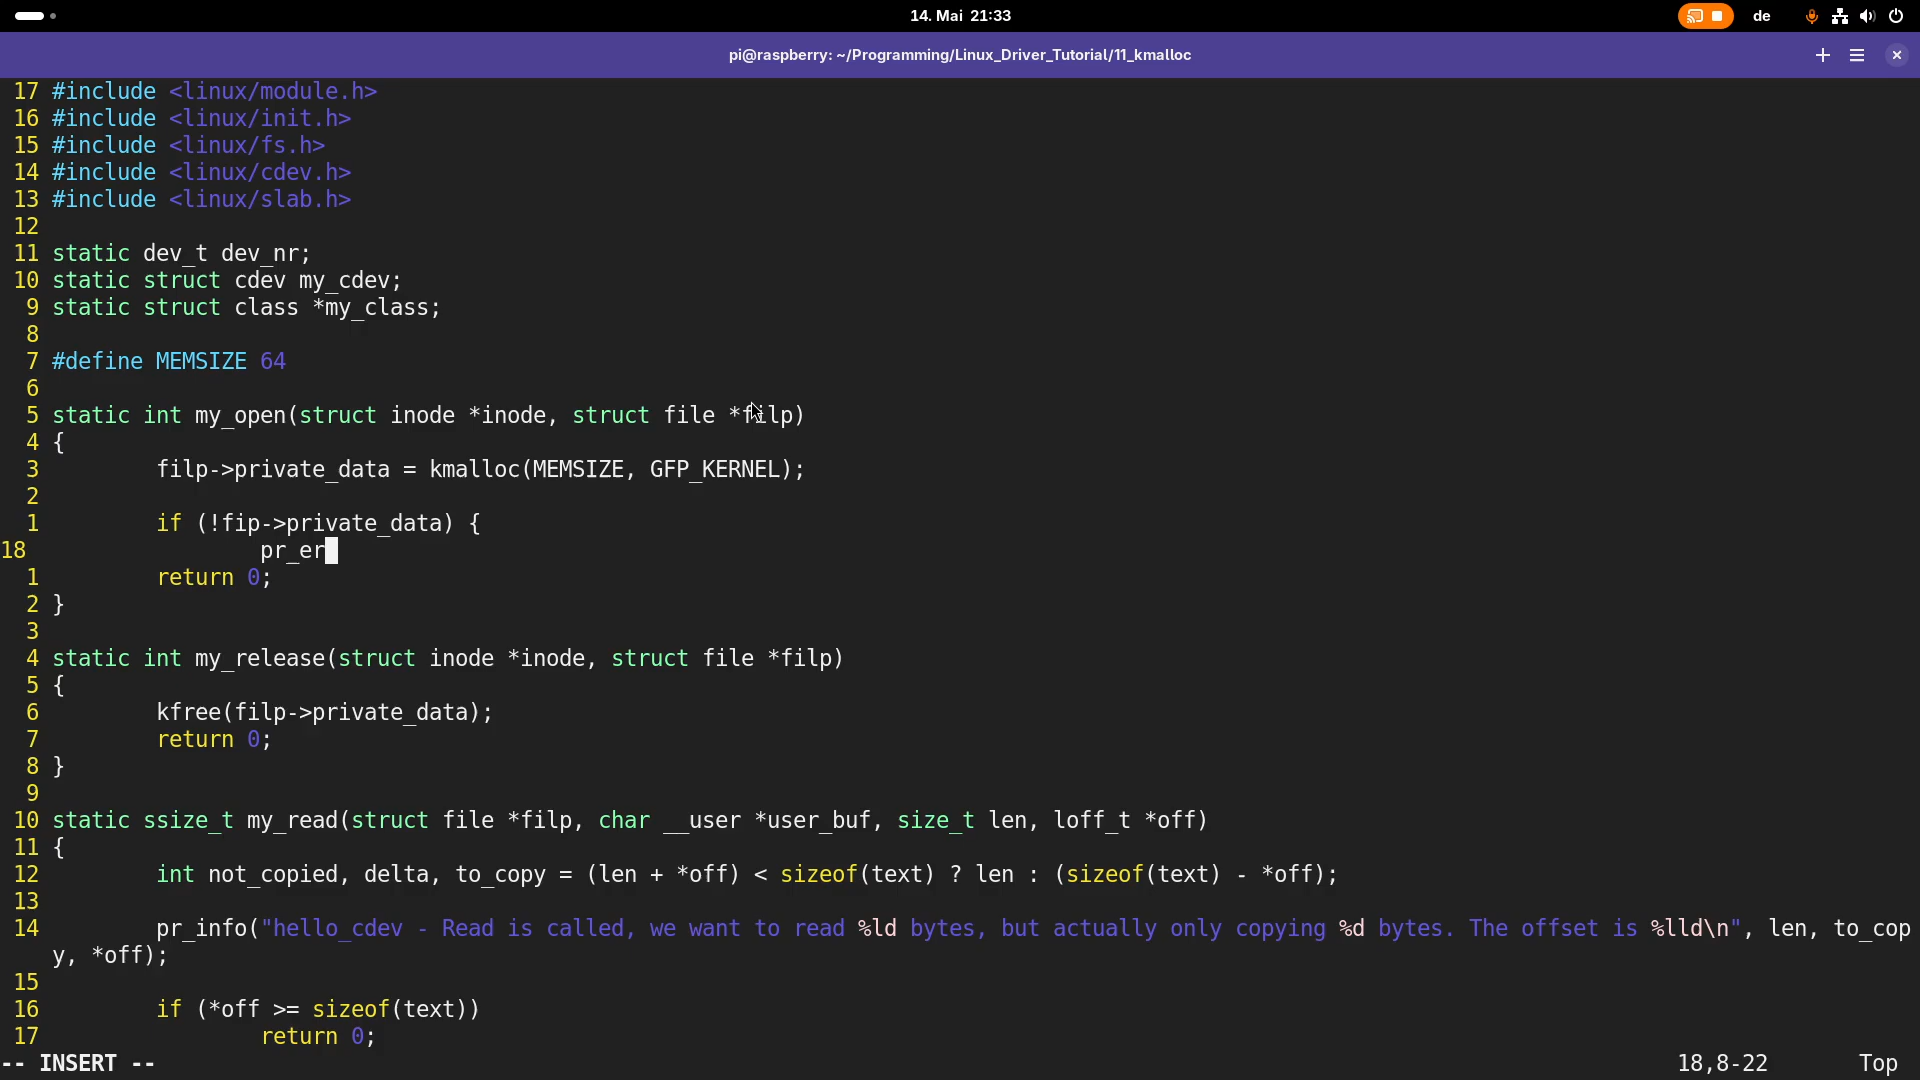 14. Mai 21:33
de
pi@raspberry: ~/Programming/Linux_Driver_Tutorial/11_kmalloc
17 #include <linux/module.h>
16 #include <linux/init.h>
15 #include <linux/fs.h>
14 #include <linux/cdev.h>
13 #include <linux/slab.h>
12
11 static dev_t dev_nr;
10 static struct cdev my_cdev;
9 static struct class *my_class;
8
7 #define MEMSIZE 64
6
5 static int my_open(struct inode *inode, struct file *filp)
4 {
3         filp->private_data = kmalloc(MEMSIZE, GFP_KERNEL);
2
1         if (!fip->private_data) {
18                 pr_er
1         return 0;
2 }
3
4 static int my_release(struct inode *inode, struct file *filp)
5 {
6         kfree(filp->private_data);
7         return 0;
8 }
9
10 static ssize_t my_read(struct file *filp, char __user *user_buf, size_t len, loff_t *off)
11 {
12         int not_copied, delta, to_copy = (len + *off) < sizeof(text) ? len : (sizeof(text) - *off);
13
14         pr_info("hello_cdev - Read is called, we want to read %ld bytes, but actually only copying %d bytes. The offset is %lld\n", len, to_cop
y, *off);
15
16         if (*off >= sizeof(text))
17                 return 0;
-- INSERT --
18,8-22
Top